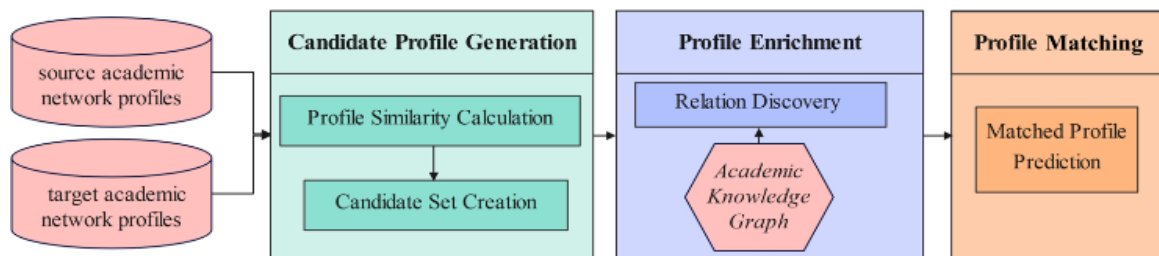 source academic
network profiles
target academic
network profiles
Candidate Profile Generation
Profile Similarity Calculation
Candidate Set Creation
Profile Enrichment
Relation Discovery
Academic
Knowledge
Graph
Profile Matching
Matched Profile
Prediction